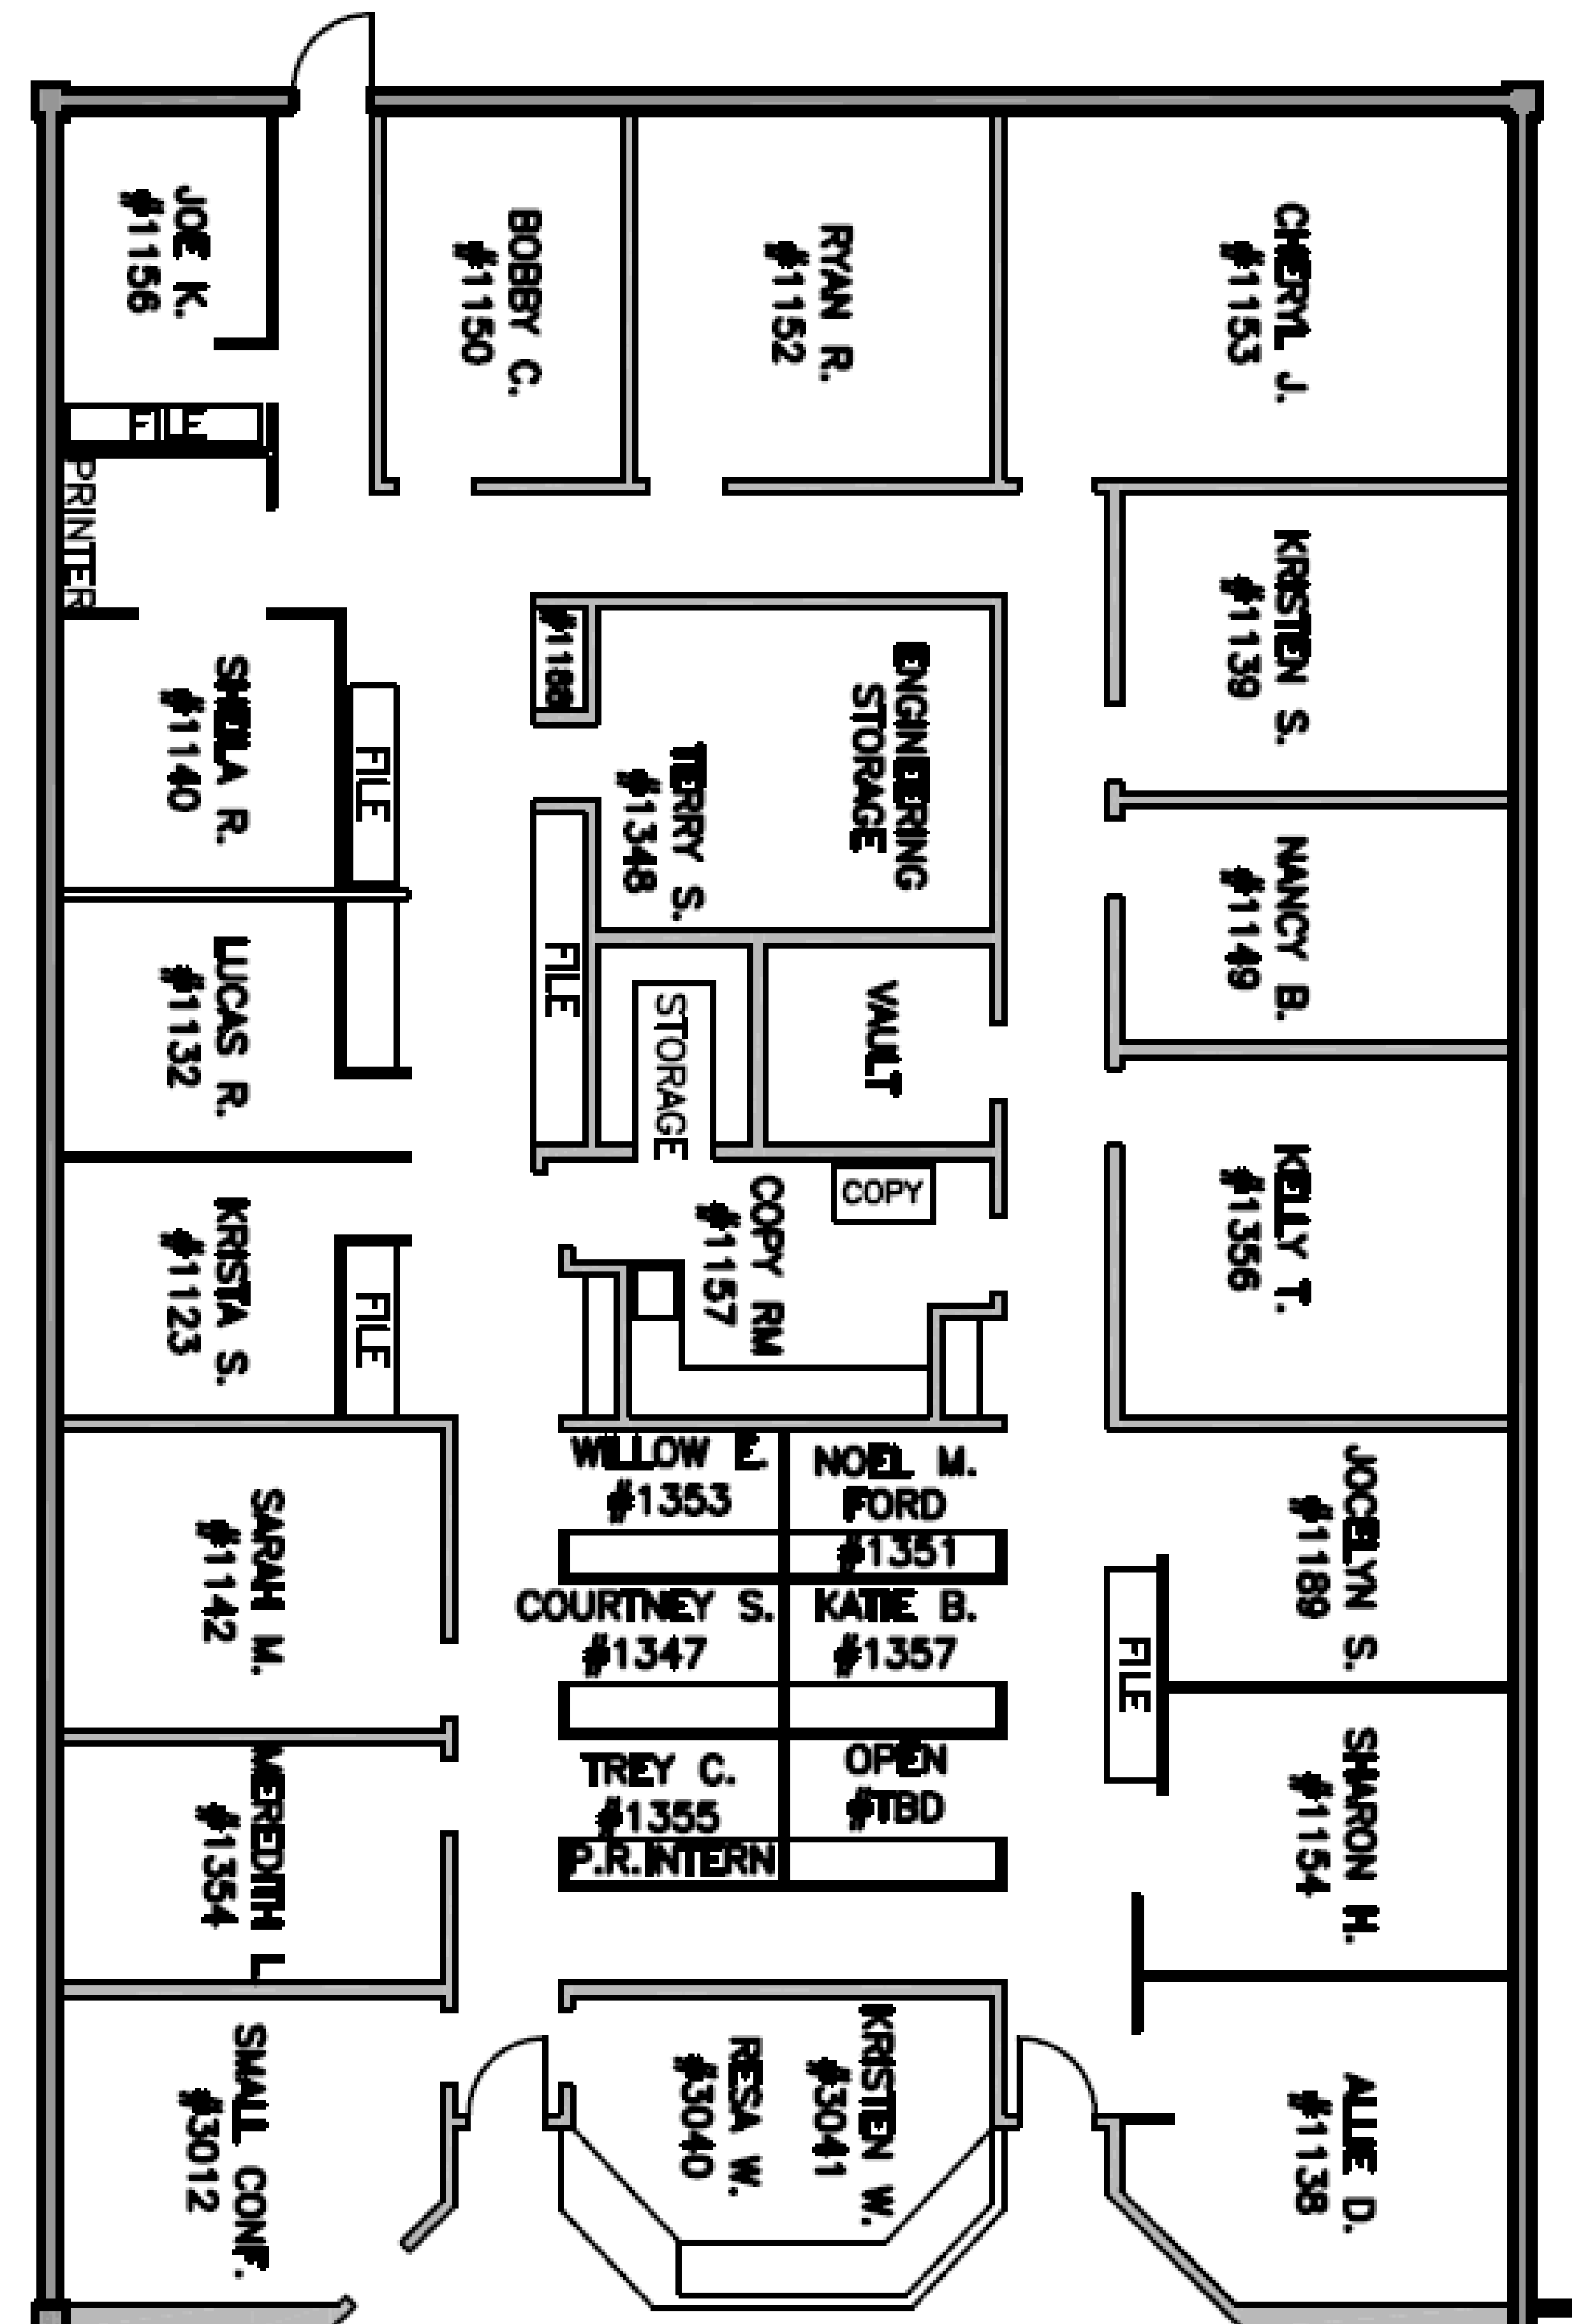 JOE K.
#1156
BOBBY C.
#1150
RYAN R.
#1152
CHERYL J.
#1153
FILE
PRINTER
KRISTEN S.
#1139
#1188
ENGINEERING
STORAGE
TERRY S.
#1348
SHEILA R.
#1140
FILE
NANCY B.
#1149
LUCAS R.
#1132
FILE
STORAGE
VAULT
KELLY T.
#1356
COPY
COPY RM
#1157
KRISTA S.
#1123
FILE
WILLOW E.
#1353
NOEL M.
FORD
#1351
JOCELYN S.
#1189
SARAH M.
#1142
COURTNEY S.
#1347
KATIE B.
#1357
FILE
TREY C.
#1355
P.R.INTERN
OPEN
#TBD
SHARON H.
#1154
MEREDITH L.
#1354
SMALL CONF.
#3012
KRISTEN W.
#3041
RESA W.
#3040
ALLIE D.
#1138